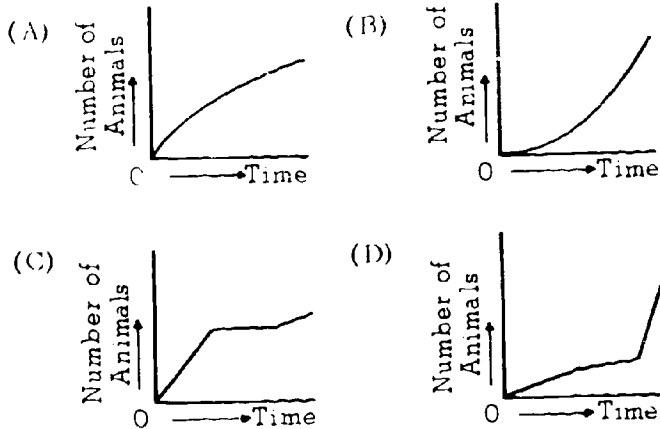 (A)
Number of
Animals
0
Time
(B)
Number of
Animals
0
Time
(C)
Number of
Animals
0
Time
(D)
Number of
Animals
0
Time